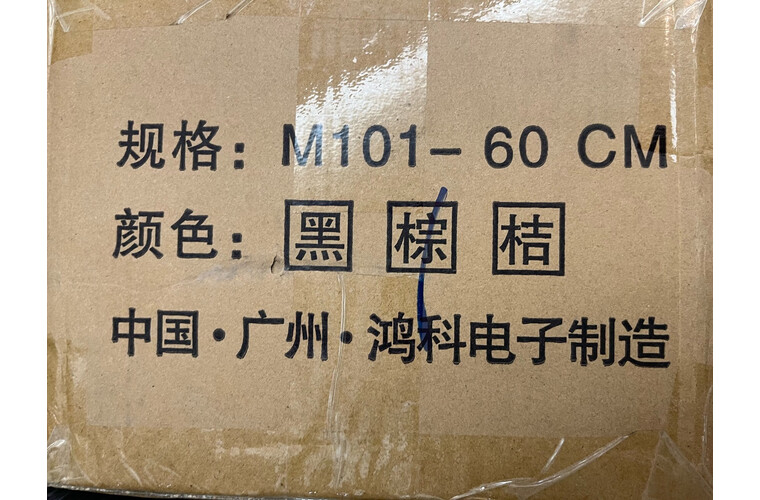 规格：M101-60 CM
颜色：黑 棕 桔
中国·广州·鸿科电子制造